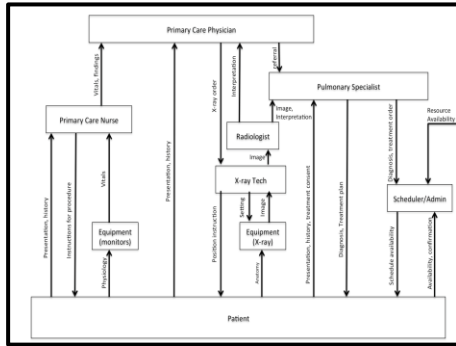 Primary Care Physician
Vitals, findings
Presentation, history
X-ray order
Interpretation
referral
Pulmonary Specialist
Primary Care Nurse
Radiologist
Image,
Interpretation
Image
X-ray Tech
Diagnosis, treatment order
Resource
Availability
Scheduler/Admin
Presentation, history
Instructions for procedure
Vitals
Equipment
(monitors)
Physiology
Position instruction
Setting
Image
Equipment
(X-ray)
Anatomy
Presentation, history, treatment consent
Diagnosis, Treatment plan
Schedule availability
Availability, confirmation
Patient